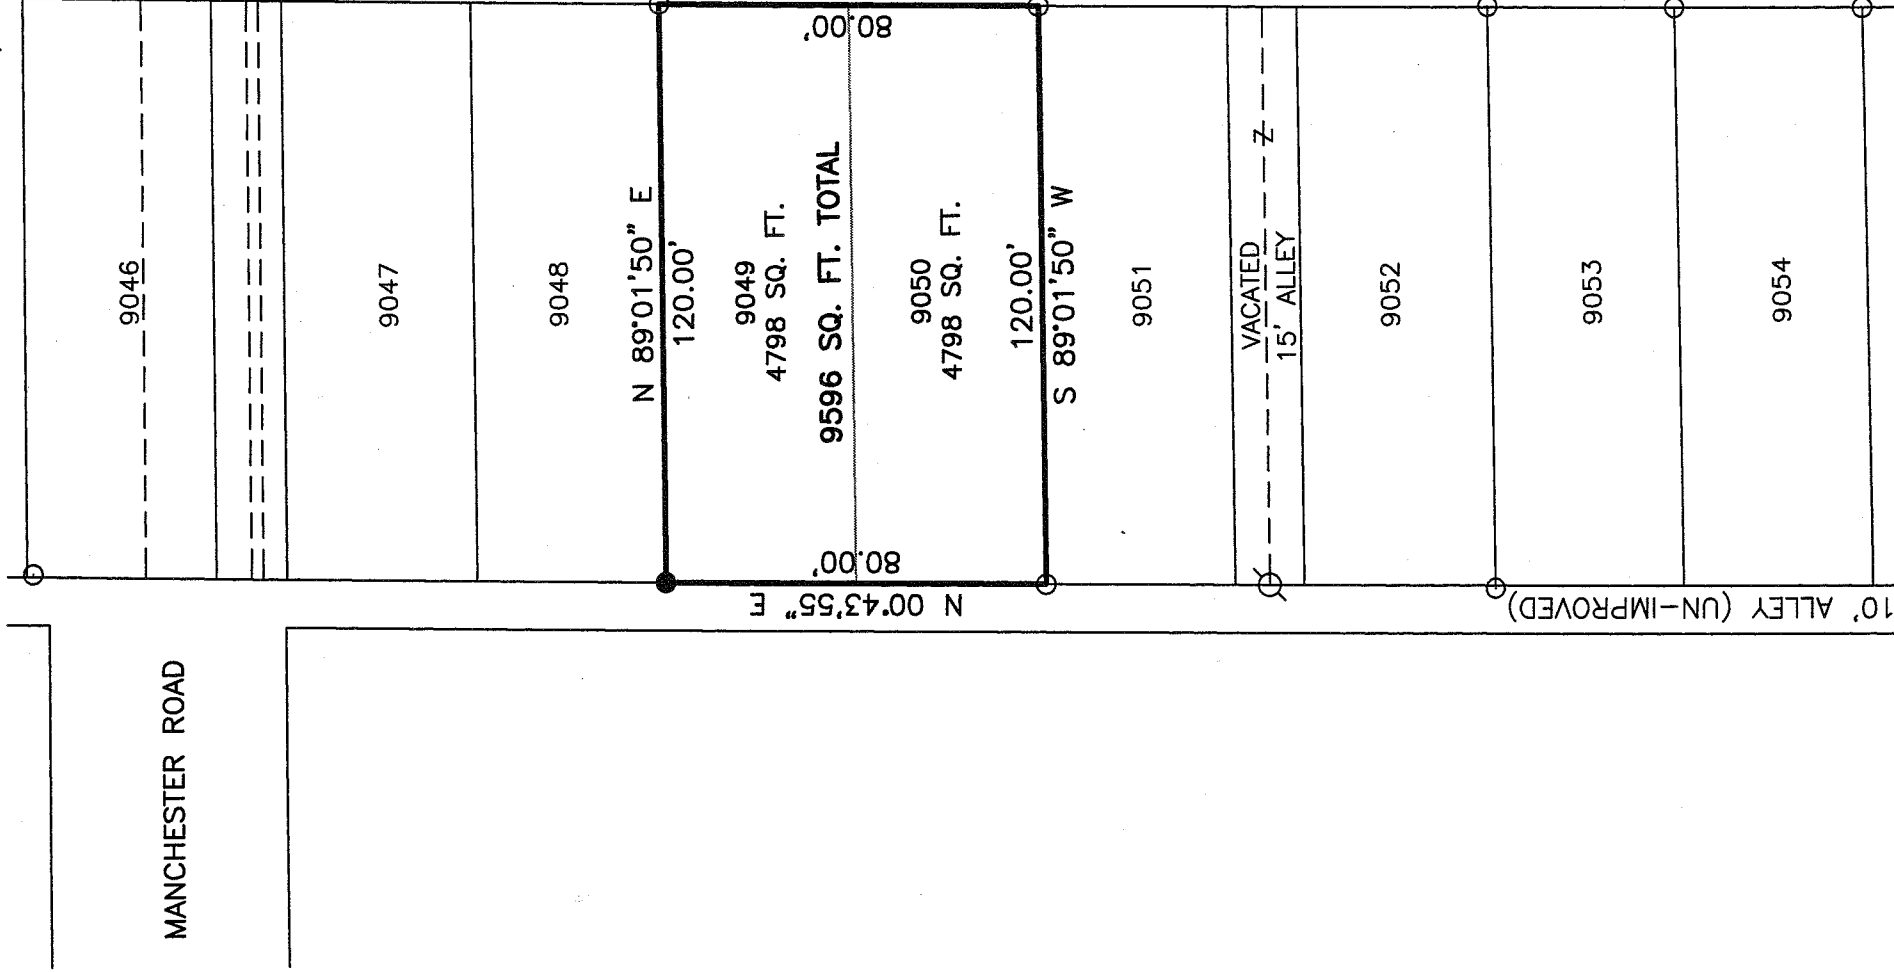 9046
9047
9048
N 89°01'50" E
120.00'
9049
4798 SQ. FT.
9596 SQ. FT. TOTAL
9050
4798 SQ. FT.
120.00'
S 89°01'50" W
80.00'
80.00'
N 00°43'55" E
9051
VACATED
15' ALLEY
Z
9052
9053
9054
10' ALLEY (UN-IMPROVED)
MANCHESTER ROAD